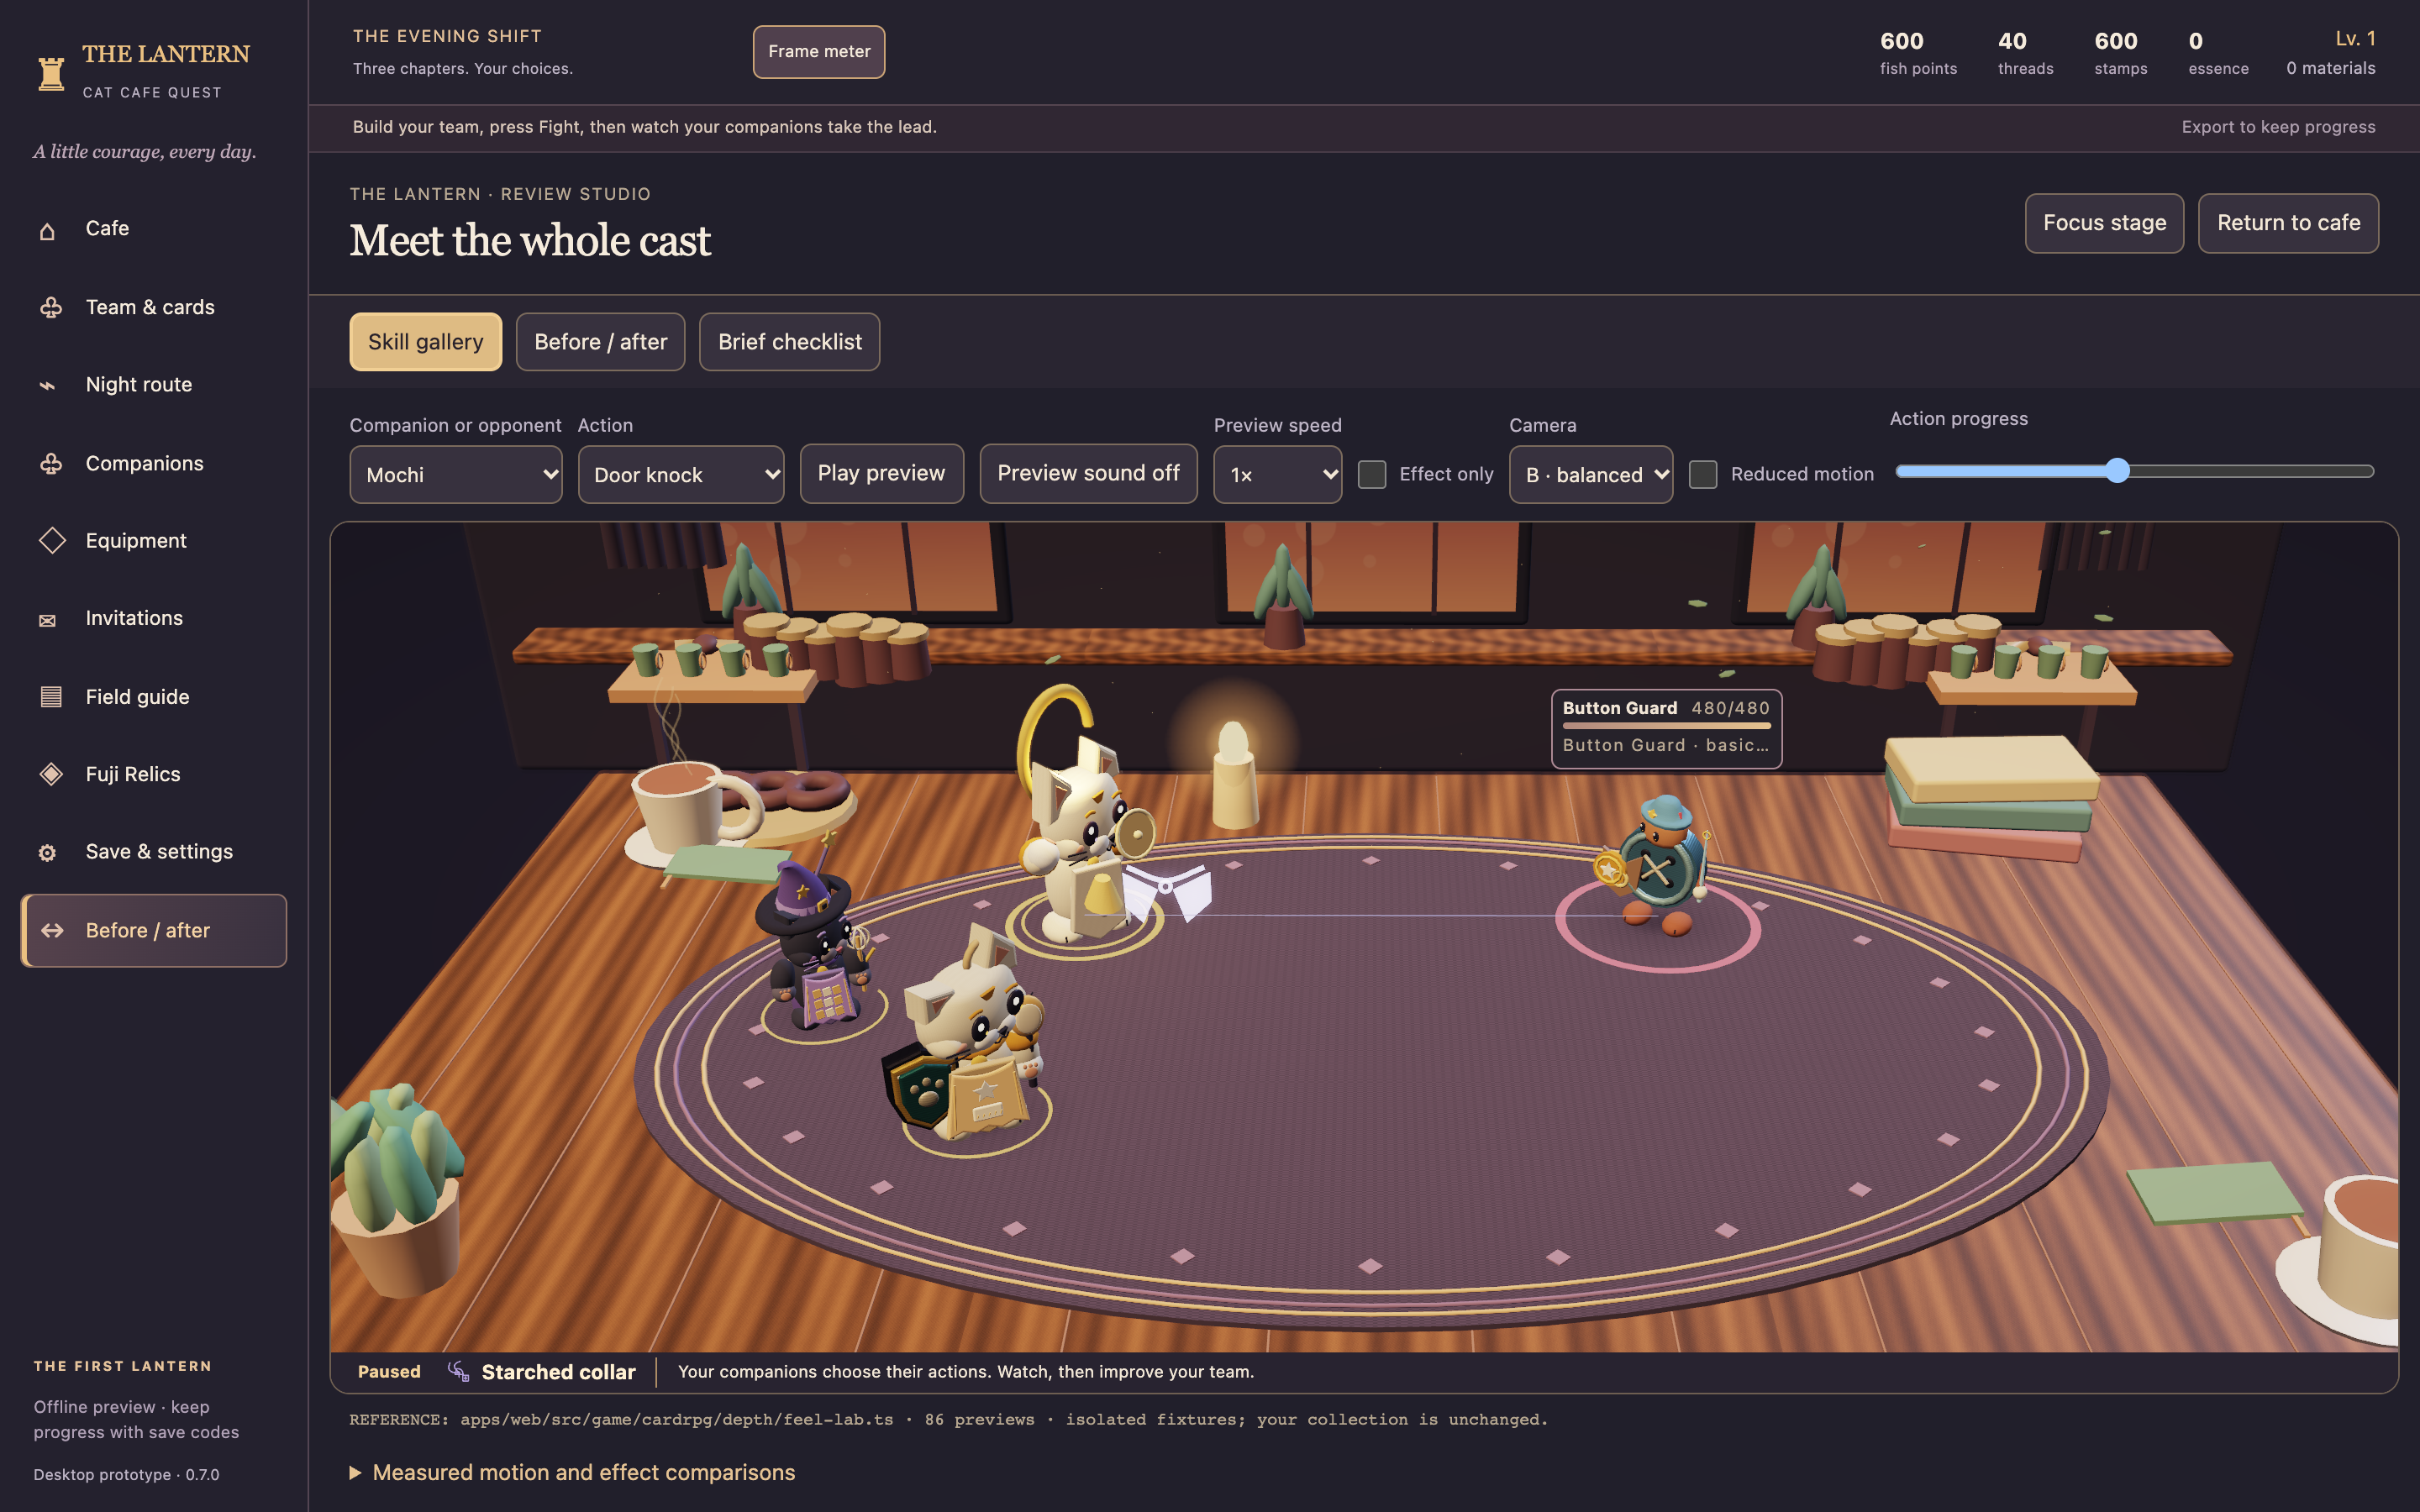 THE LANTERN
CAT CAFE QUEST
A little courage, every day.
Cafe
Team & cards
Night route
Companions
Equipment
Invitations
Field guide
Fuji Relics
Save & settings
Before / after
THE FIRST LANTERN
Offline preview · keep
progress with save codes
Desktop prototype · 0.7.0
THE EVENING SHIFT
Three chapters. Your choices.
Frame meter
600 fish points
40 threads
600 stamps
0 essence
Lv. 1
0 materials
Build your team, press Fight, then watch your companions take the lead.
Export to keep progress
THE LANTERN · REVIEW STUDIO
Meet the whole cast
Focus stage
Return to cafe
Skill gallery
Before / after
Brief checklist
Companion or opponent
Mochi
Action
Door knock
Play preview
Preview sound off
Preview speed
1×
Effect only
Camera
B · balanced
Reduced motion
Action progress
Button Guard 480/480
Button Guard · basic…
Paused
Starched collar
Your companions choose their actions. Watch, then improve your team.
REFERENCE: apps/web/src/game/cardrpg/depth/feel-lab.ts · 86 previews · isolated fixtures; your collection is unchanged.
Measured motion and effect comparisons